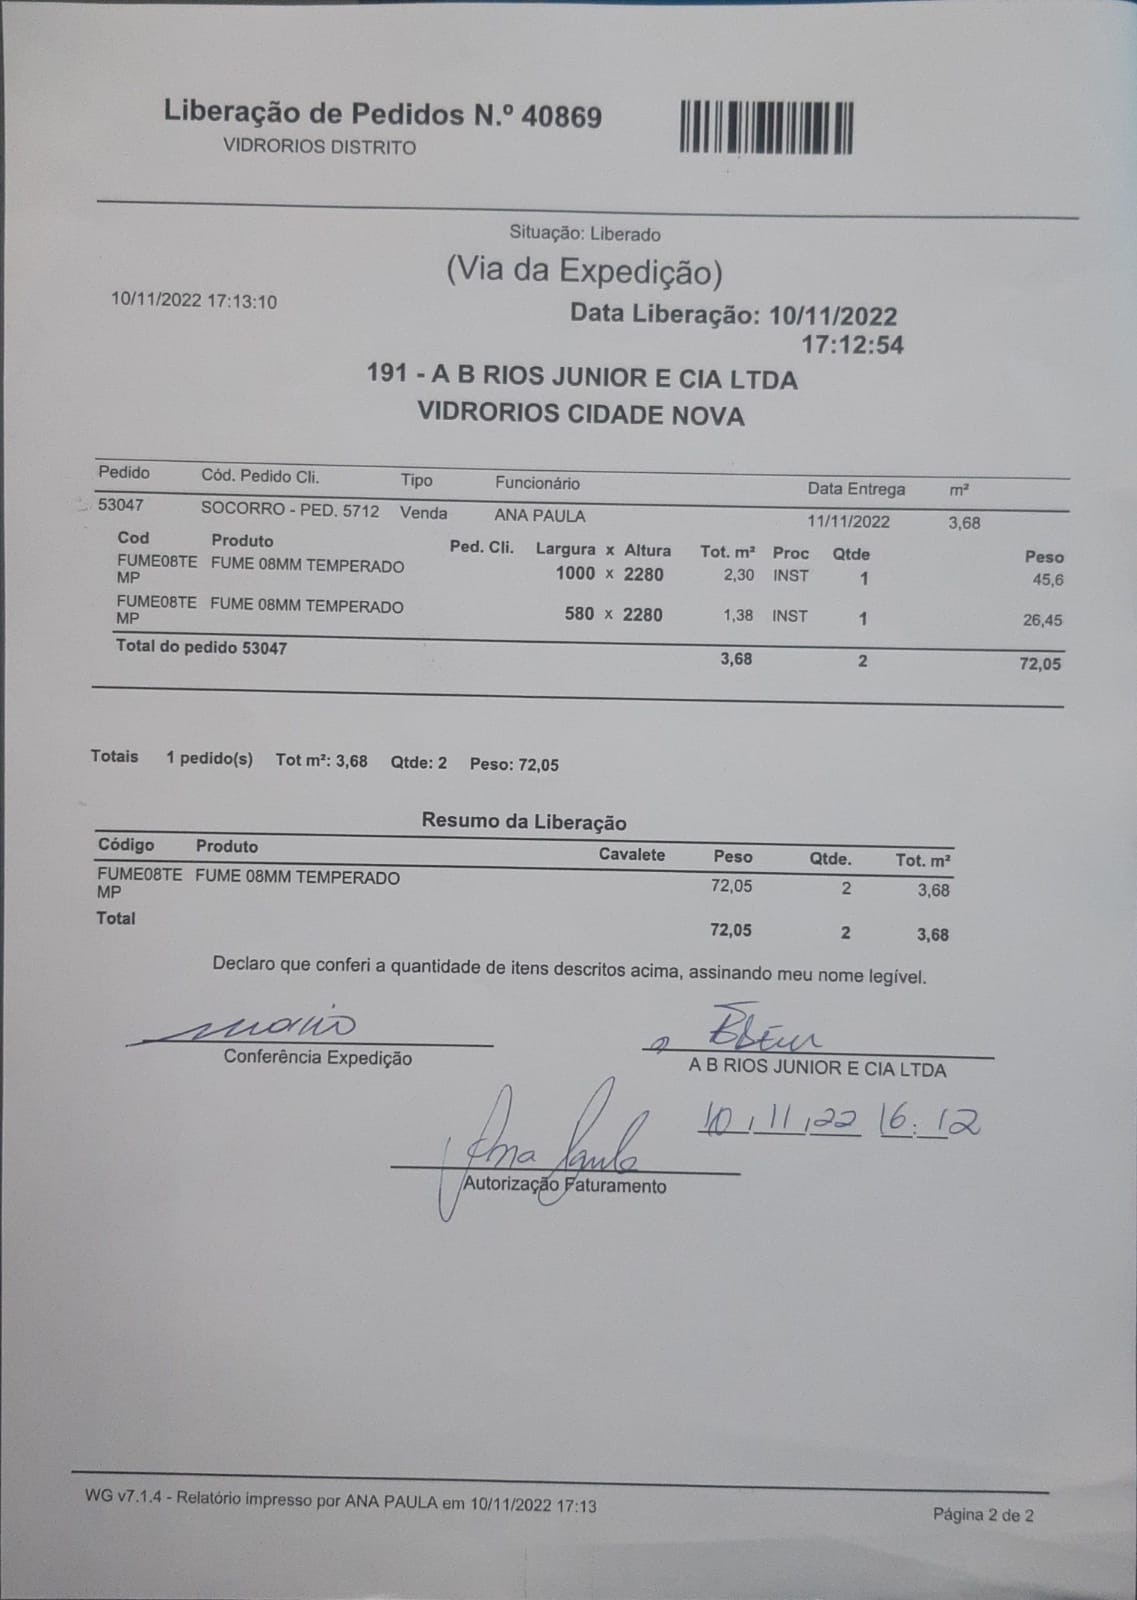 Liberação de Pedidos N.º 40869
VIDRORIOS DISTRITO
Situação: Liberado
(Via da Expedição)
10/11/2022 17:13:10
Data Liberação: 10/11/2022
17:12:54
191 - A B RIOS JUNIOR E CIA LTDA
VIDRORIOS CIDADE NOVA
Pedido Cód. Pedido Cli. Tipo Funcionário Data Entrega m²
53047 SOCORRO - PED. 5712 Venda ANA PAULA 11/11/2022 3,68
Cod Produto Ped. Cli. Largura x Altura Tot. m² Proc Qtde Peso
FUME08TE FUME 08MM TEMPERADO 1000 x 2280 2,30 INST 1 45,6
MP
FUME08TE FUME 08MM TEMPERADO 580 x 2280 1,38 INST 1 26,45
MP
Total do pedido 53047 3,68 2 72,05
Totais 1 pedido(s) Tot m²: 3,68 Qtde: 2 Peso: 72,05
Resumo da Liberação
Código Produto Cavalete Peso Qtde. Tot. m²
FUME08TE FUME 08MM TEMPERADO 72,05 2 3,68
MP
Total 72,05 2 3,68
Declaro que conferi a quantidade de itens descritos acima, assinando meu nome legível.
Conferência Expedição
A B RIOS JUNIOR E CIA LTDA
10, 11, 22 16:12
Ana Paula
Autorização Faturamento
WG v7.1.4 - Relatório impresso por ANA PAULA em 10/11/2022 17:13
Página 2 de 2